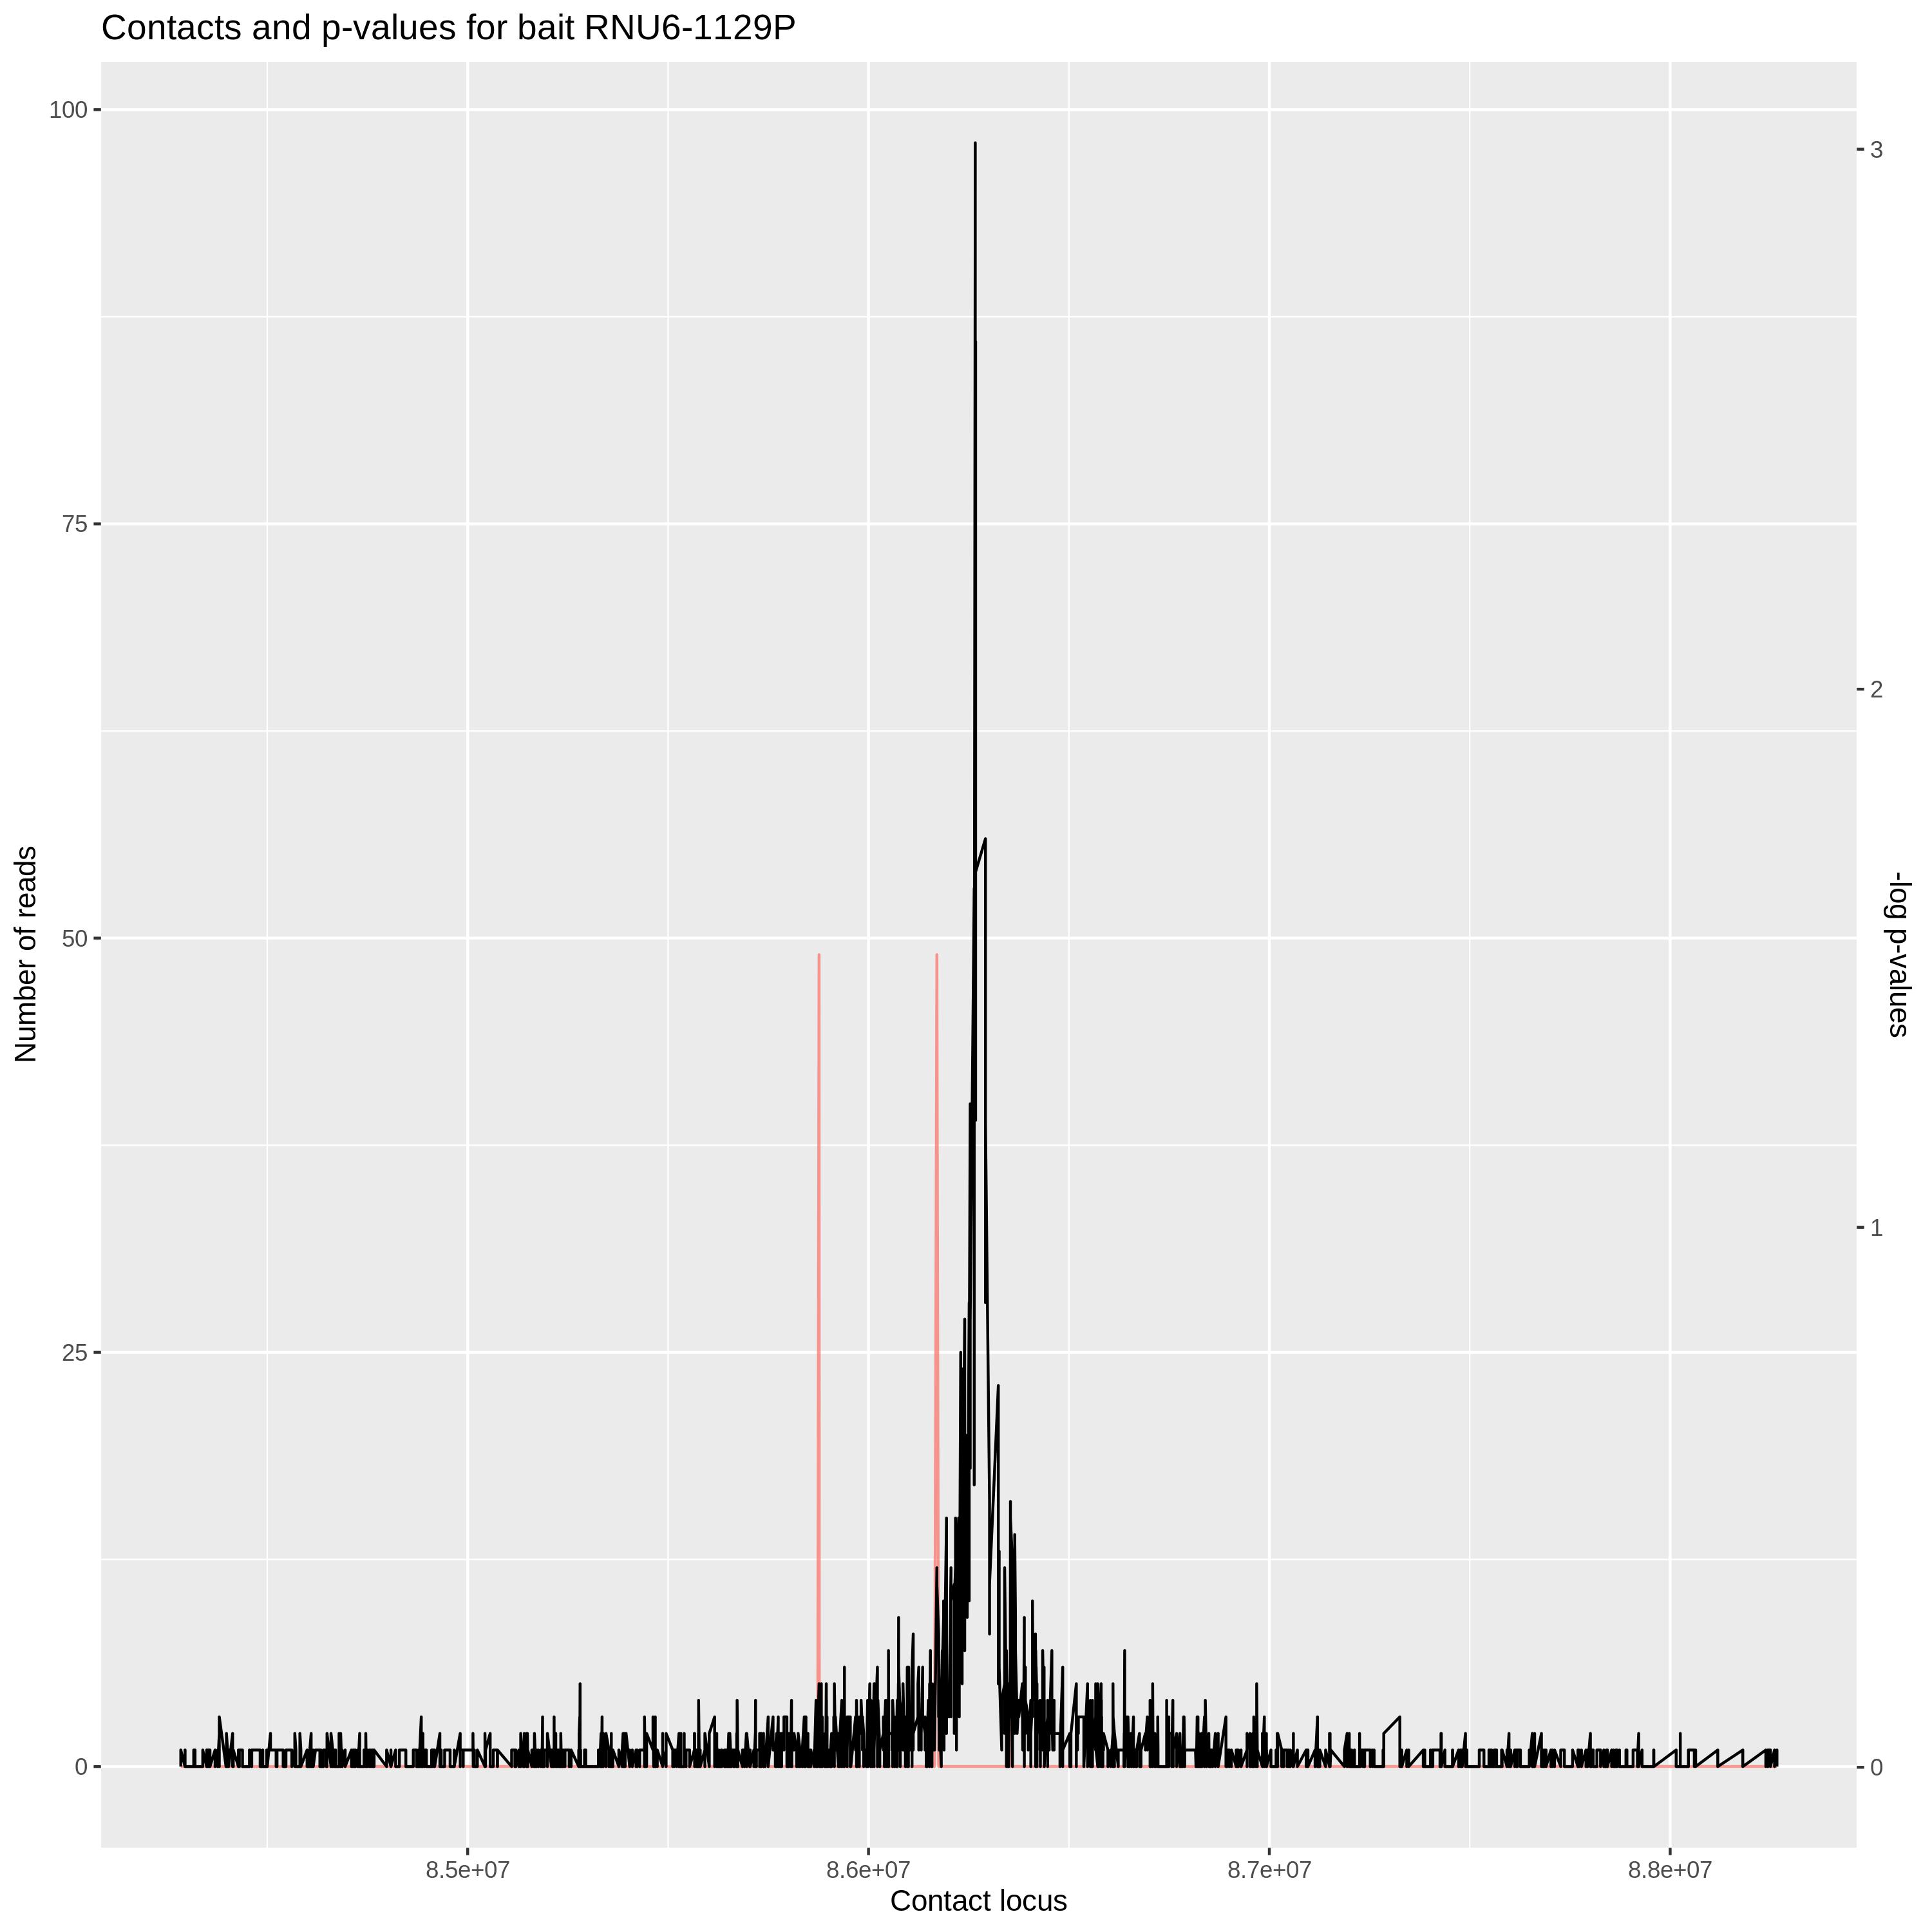 Contacts and p-values for bait RNU6-1129P
100
75
50
25
0
Number of reads
3
2
1
0
-log p-values
8.5e+07
8.6e+07
8.7e+07
8.8e+07
Contact locus